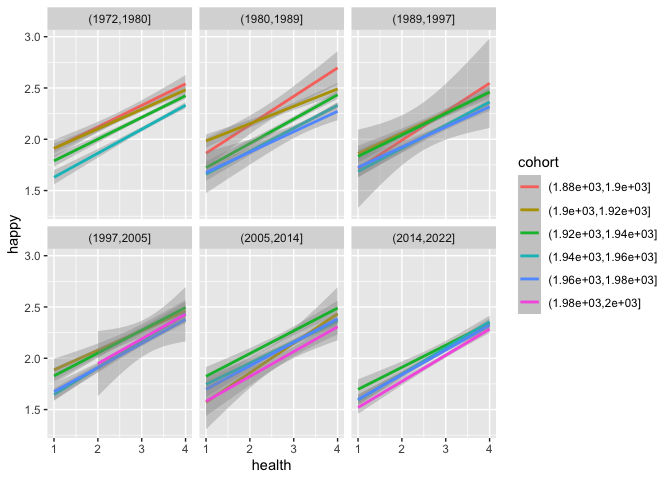 (1972,1980] (1980,1989] (1989,1997]
3.0
2.5
2.0
1.5
(1997,2005] (2005,2014] (2014,2022]
3.0
2.5
2.0
1.5
1 2 3 4 1 2 3 4 1 2 3 4
health
happy
cohort
(1.88e+03,1.9e+03]
(1.9e+03,1.92e+03]
(1.92e+03,1.94e+03]
(1.94e+03,1.96e+03]
(1.96e+03,1.98e+03]
(1.98e+03,2e+03]